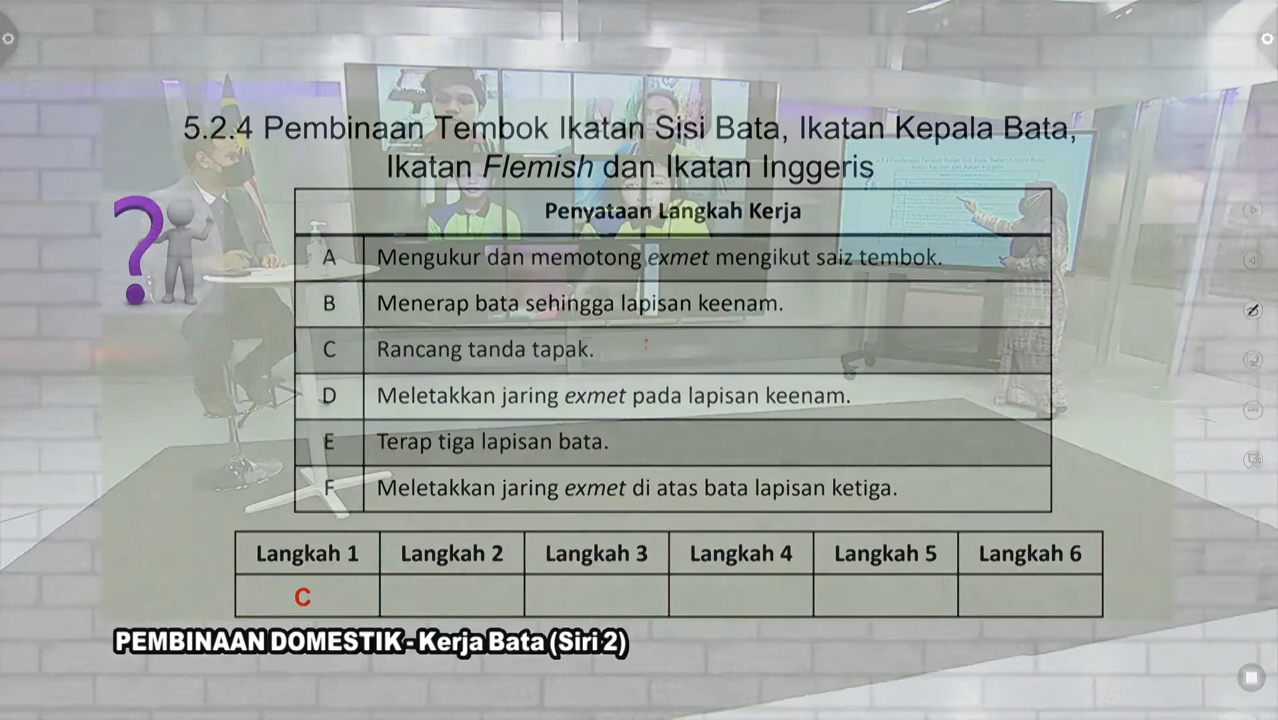 5.2.4 Pembinaan Tembok Ikatan Sisi Bata, Ikatan Kepala Bata,
Ikatan Flemish dan Ikatan Inggeris
Penyataan Langkah Kerja
A Mengukur dan memotong exmet mengikut saiz tembok.
B Menerap bata sehingga lapisan keenam.
C Rancang tanda tapak.
D Meletakkan jaring exmet pada lapisan keenam.
E Terap tiga lapisan bata.
F Meletakkan jaring exmet di atas bata lapisan ketiga.
Langkah 1 Langkah 2 Langkah 3 Langkah 4 Langkah 5 Langkah 6
C
PEMBINAAN DOMESTIK - Kerja Bata (Siri 2)